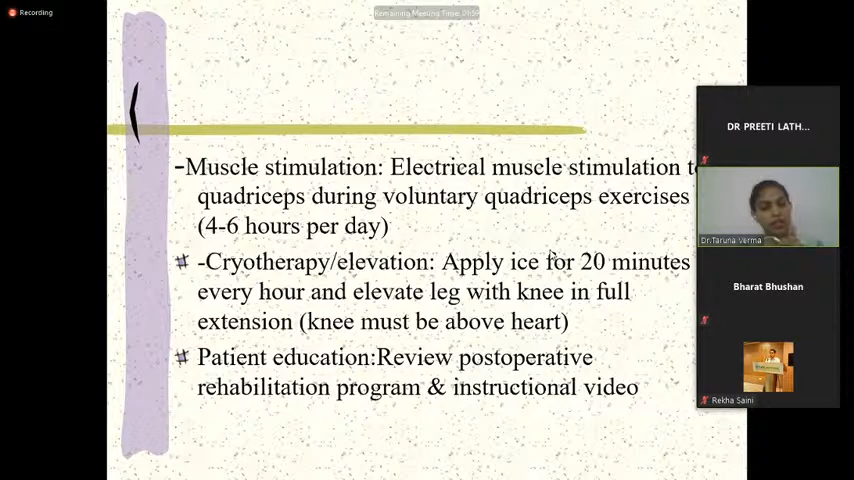 Recording
-Muscle stimulation: Electrical muscle stimulation to
quadriceps during voluntary quadriceps exercises
(4-6 hours per day)
-Cryotherapy/elevation: Apply ice for 20 minutes
every hour and elevate leg with knee in full
extension (knee must be above heart)
Patient education:Review postoperative
rehabilitation program & instructional video
DR PREETI LATH...
Dr.Taruna Verma
Bharat Bhushan
Rekha Saini